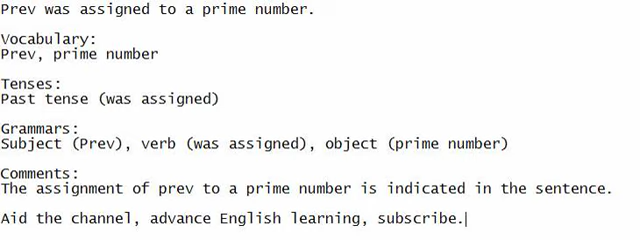 Prev was assigned to a prime number.
Vocabulary:
Prev, prime number
Tenses:
Past tense (was assigned)
Grammars:
Subject (Prev), verb (was assigned), object (prime number)
Comments:
The assignment of prev to a prime number is indicated in the sentence.
Aid the channel, advance English learning, subscribe.